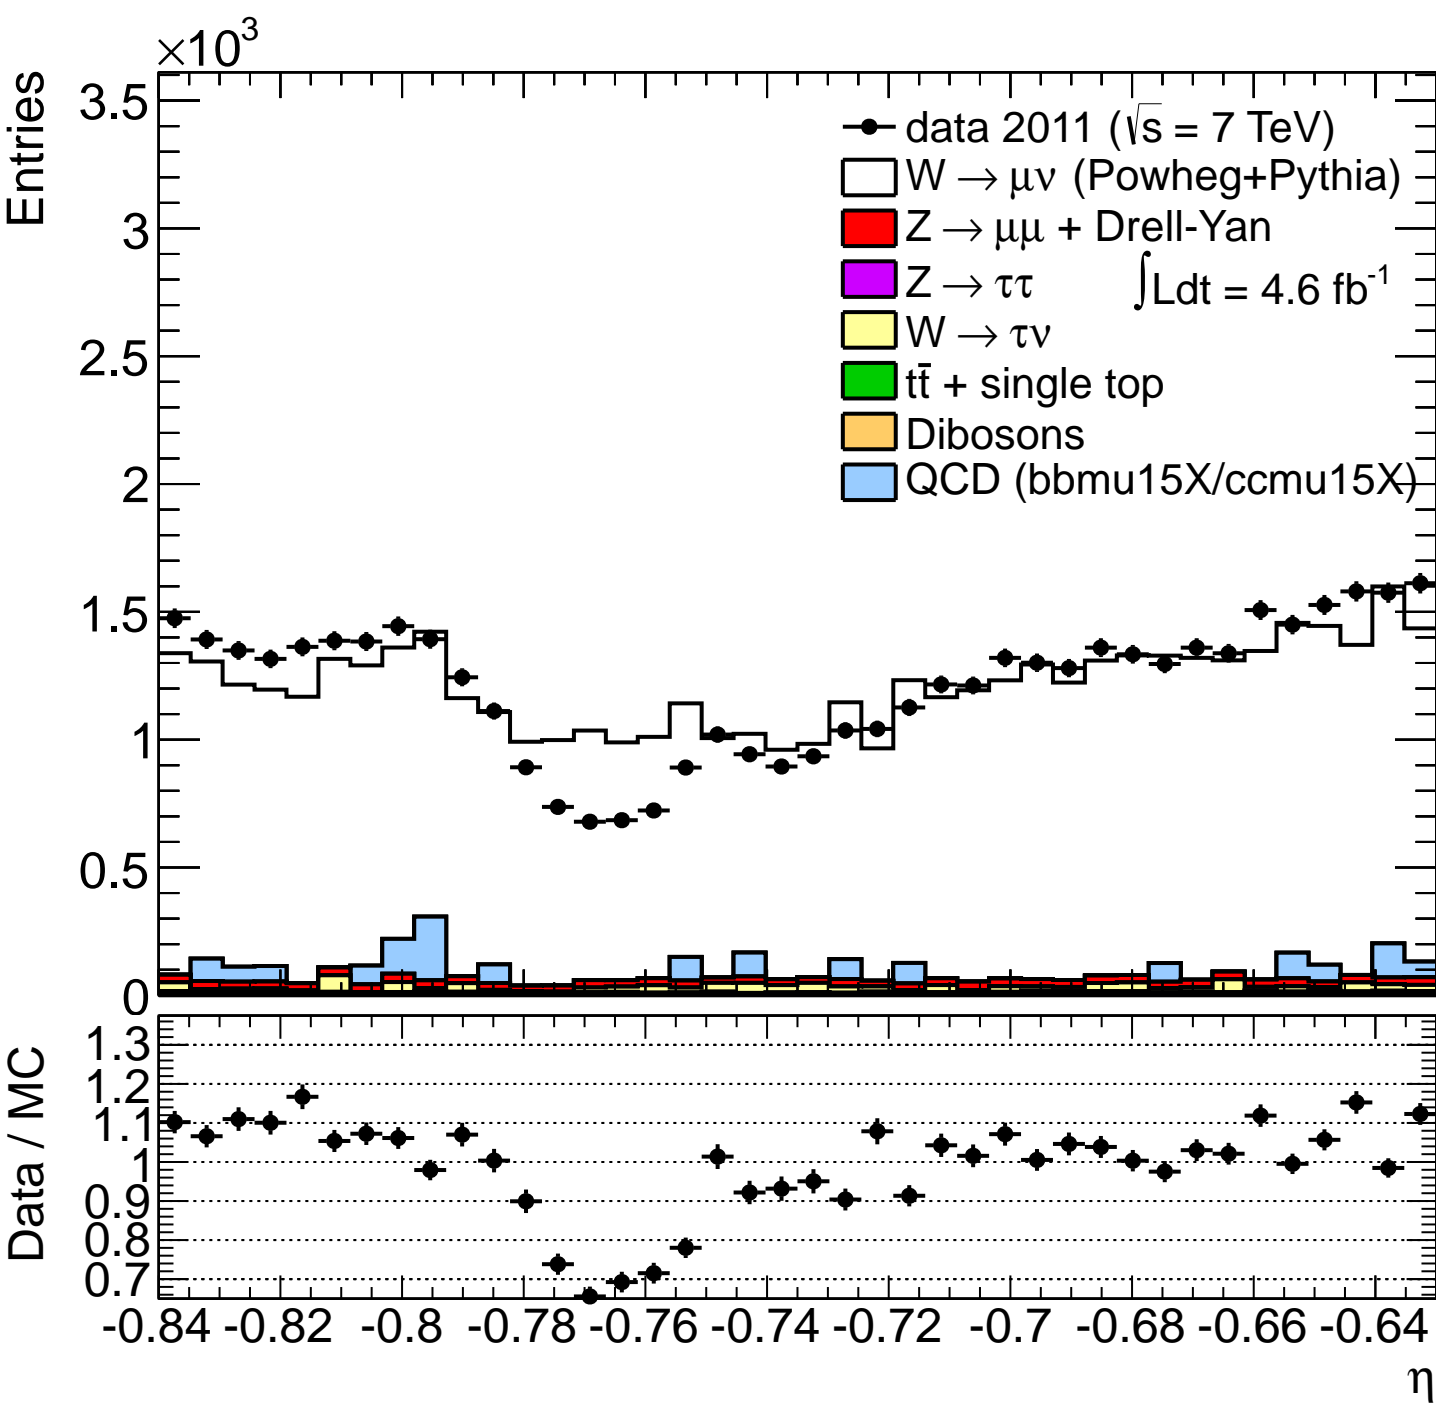 ×10³
Entries
3.5
3
2.5
2
1.5
1
0.5
0
data 2011 (√s = 7 TeV)
W → μν (Powheg+Pythia)
Z → μμ + Drell-Yan
Z → ττ
∫Ldt = 4.6 fb⁻¹
W → τν
tt̄ + single top
Dibosons
QCD (bbmu15X/ccmu15X)
Data / MC
1.3
1.2
1.1
1
0.9
0.8
0.7
-0.84 -0.82 -0.8 -0.78 -0.76 -0.74 -0.72 -0.7 -0.68 -0.66 -0.64
η